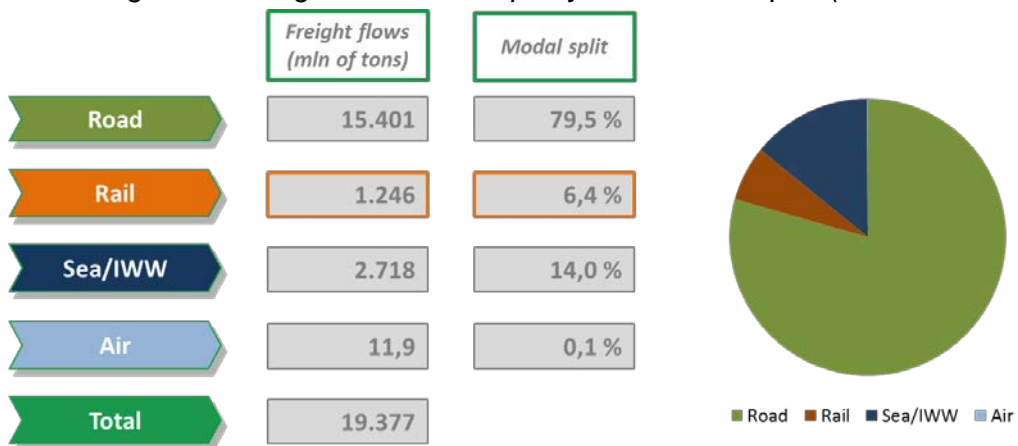 Freight flows
(mln of tons)
Modal split
Road
15.401
79,5 %
Rail
1.246
6,4 %
Sea/IWW
2.718
14,0 %
Air
11,9
0,1 %
Total
19.377
Road Rail Sea/IWW Air